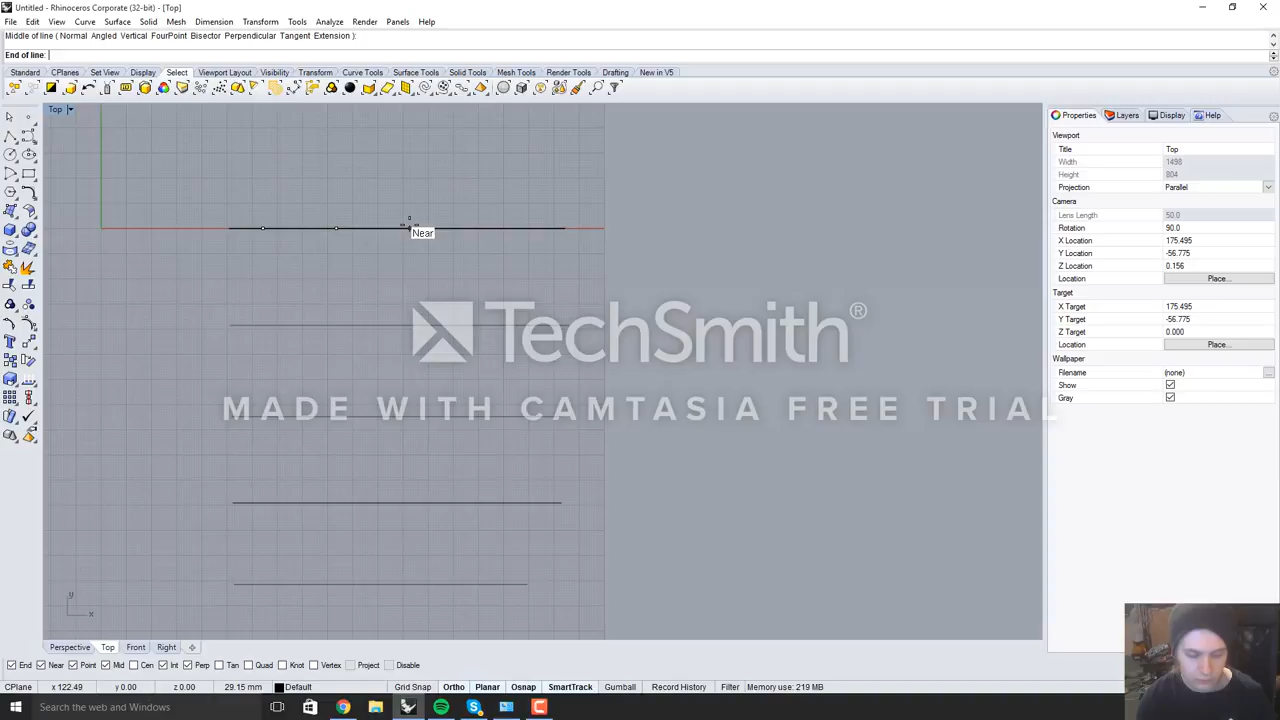 Untitled - Rhinoceros Corporate (32-bit) - [Top]
File Edit View Curve Surface Solid Mesh Dimension Transform Tools Analyze Render Panels Help
Middle of line ( Normal Angled Vertical FourPoint Bisector Perpendicular Tangent Extension ):
End of line:
Standard CPlanes Set View Display Select Viewport Layout Visibility Transform Curve Tools Surface Tools Solid Tools Mesh Tools Render Tools Drafting New in V5
Top
Properties Layers Display Help
Viewport
Title Top
Width 1498
Height 804
Projection Parallel
Camera
Lens Length 50.0
Rotation 90.0
X Location 175.495
Y Location -56.775
Z Location 0.156
Location Place...
Target
X Target 175.495
Y Target -56.775
Z Target 0.000
Location Place...
Wallpaper
Filename (none) ...
Show
Gray
Near
TechSmith®
MADE WITH CAMTASIA FREE TRIAL
y
x
Perspective Top Front Right
End Near Point Mid Cen Int Perp Tan Quad Knot Vertex Project Disable
CPlane x 122.49 y 0.00 z 0.00 29.15 mm Default Grid Snap Ortho Planar Osnap SmartTrack Gumball Record History Filter Memory use: 219 MB
Search the web and Windows